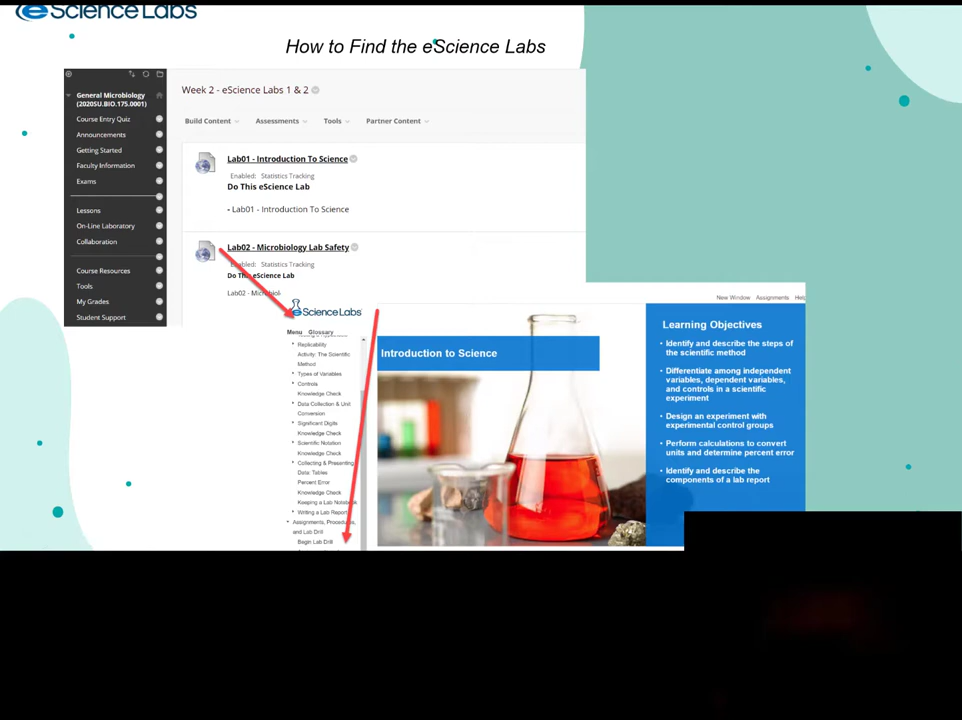 eScience Labs
How to Find the eScience Labs
General Microbiology
(2020SU.BIO.175.0001)
Course Entry Quiz
Announcements
Getting Started
Faculty Information
Exams
Lessons
On-Line Laboratory
Collaboration
Course Resources
Tools
My Grades
Student Support
Week 2 - eScience Labs 1 & 2
Build Content
Assessments
Tools
Partner Content
Lab01 - Introduction To Science
Enabled: Statistics Tracking
Do This eScience Lab
- Lab01 - Introduction To Science
Lab02 - Microbiology Lab Safety
Enabled: Statistics Tracking
Do This eScience Lab
Lab02 -
eScience Labs
Menu Glossary
Replicability
Activity: The Scientific
Method
Types of Variables
Controls
Knowledge Check
Data Collection & Unit
Conversion
Significant Digits
Knowledge Check
Scientific Notation
Knowledge Check
Collecting & Presenting
Data: Tables
Percent Error
Knowledge Check
Keeping a Lab Notebook
Writing a Lab Report
Assignments, Procedures,
and Lab Drill
Begin Lab Drill
New Window Assignments
Introduction to Science
Learning Objectives
• Identify and describe the steps of
the scientific method
• Differentiate among independent
variables, dependent variables,
and controls in a scientific
experiment
• Design an experiment with
experimental control groups
• Perform calculations to convert
units and determine percent error
• Identify and describe the
components of a lab report